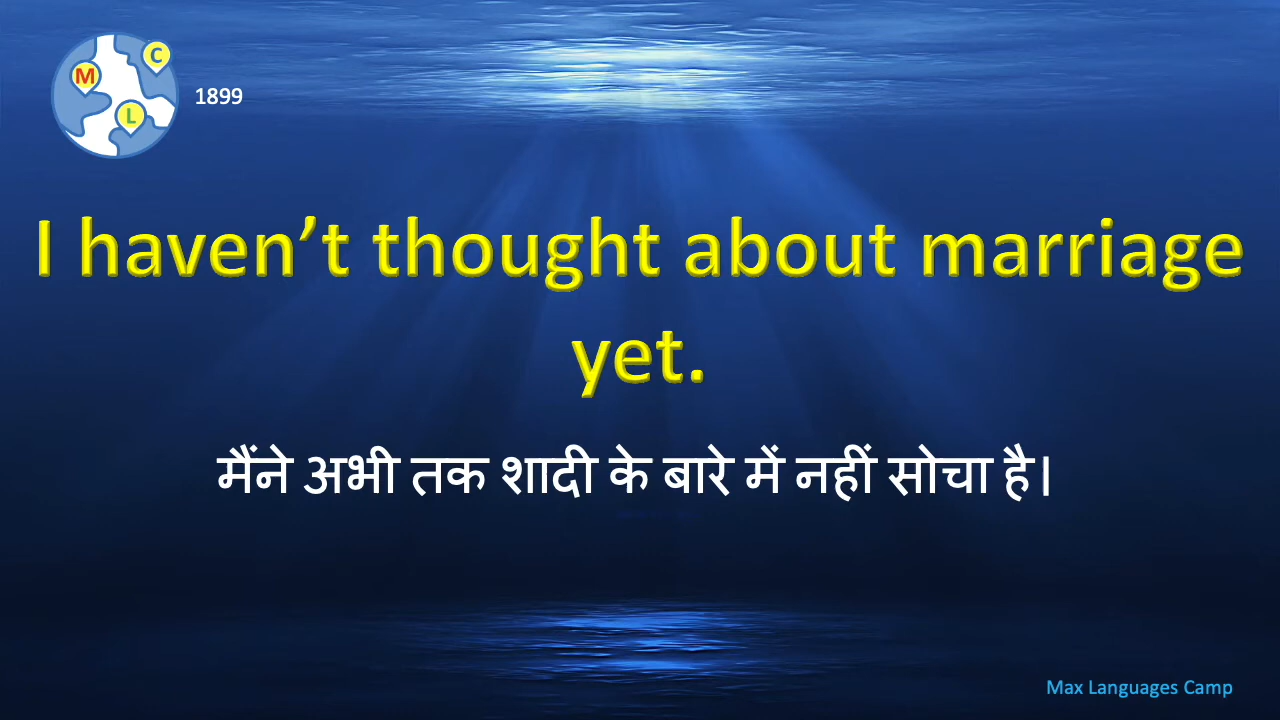 C
M
L
1899
I haven’t thought about marriage
yet.
मैंने अभी तक शादी के बारे में नहीं सोचा है।
Max Languages Camp